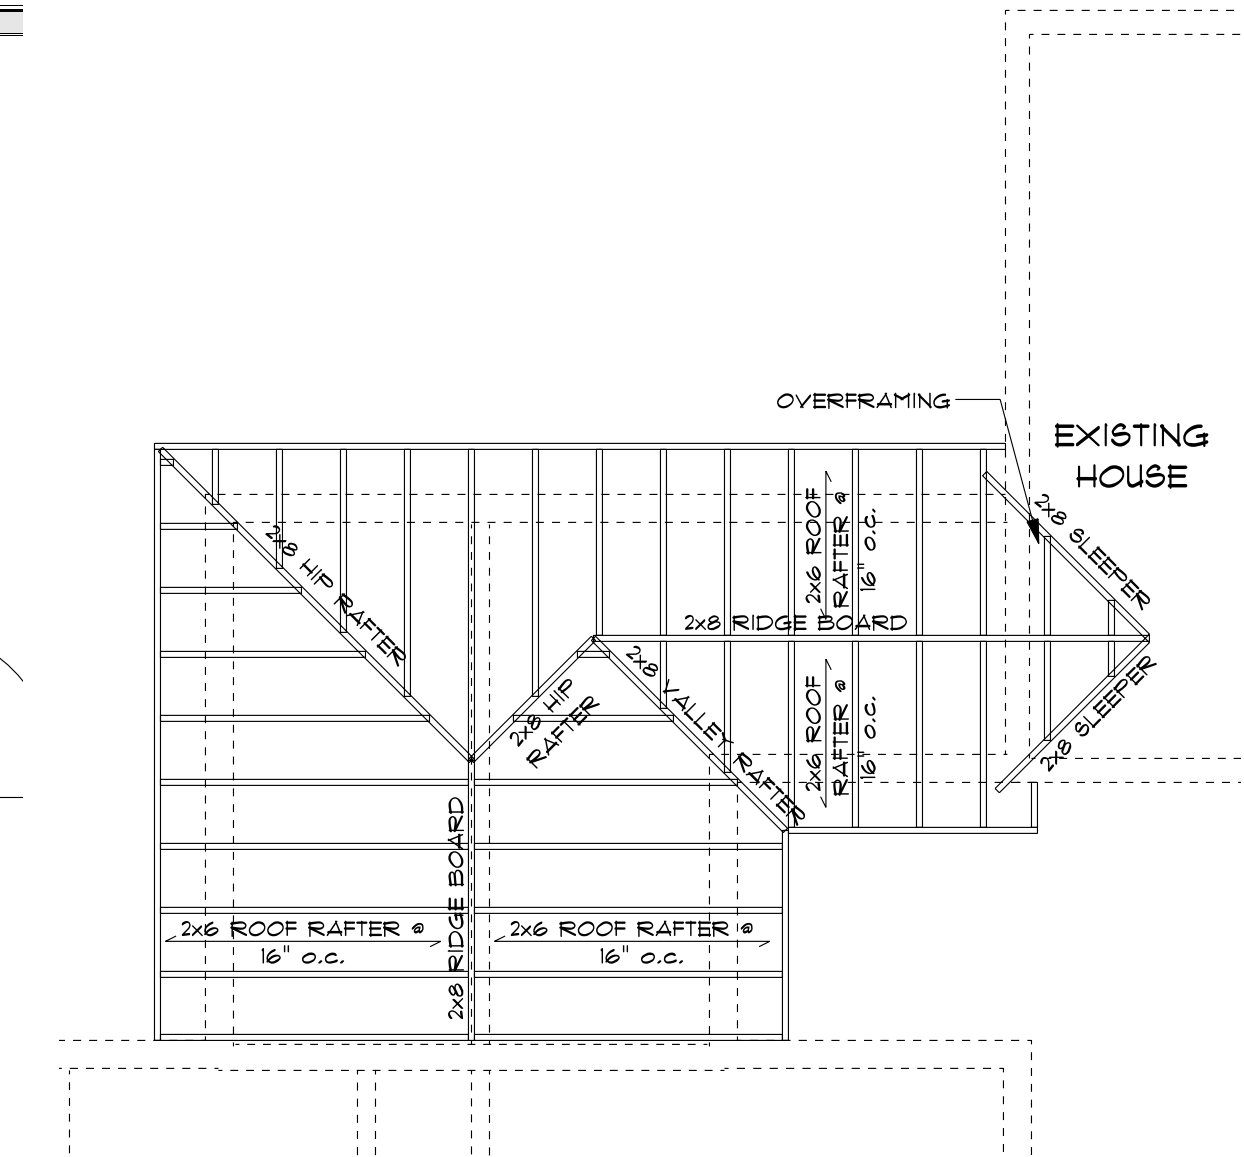 OVERFRAMING
EXISTING
HOUSE
2x8 SLEEPER
2x6 ROOF
RAFTER @
16" o.c.
2x8 HIP RAFTER
2x8 RIDGE BOARD
2x8 VALLEY RAFTER
2x8 HIP
RAFTER
2x6 ROOF
RAFTER @
16" o.c.
2x8 SLEEPER
2x8 RIDGE BOARD
2x6 ROOF RAFTER @
16" o.c.
2x6 ROOF RAFTER @
16" o.c.